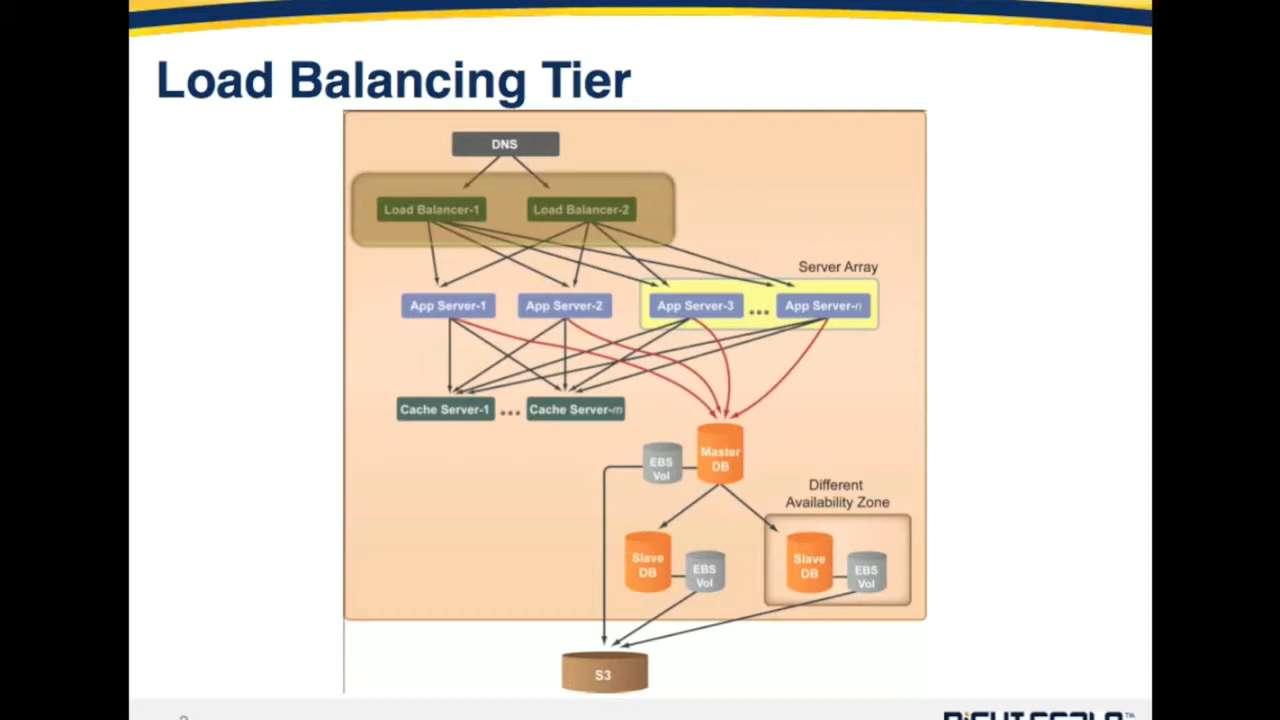 Load Balancing Tier
DNS
Load Balancer-1
Load Balancer-2
Server Array
App Server-1
App Server-2
App Server-3
...
App Server-n
Cache Server-1
...
Cache Server-m
Master
DB
EBS
Vol
Different
Availability Zone
Slave
DB
EBS
Vol
Slave
DB
EBS
Vol
S3